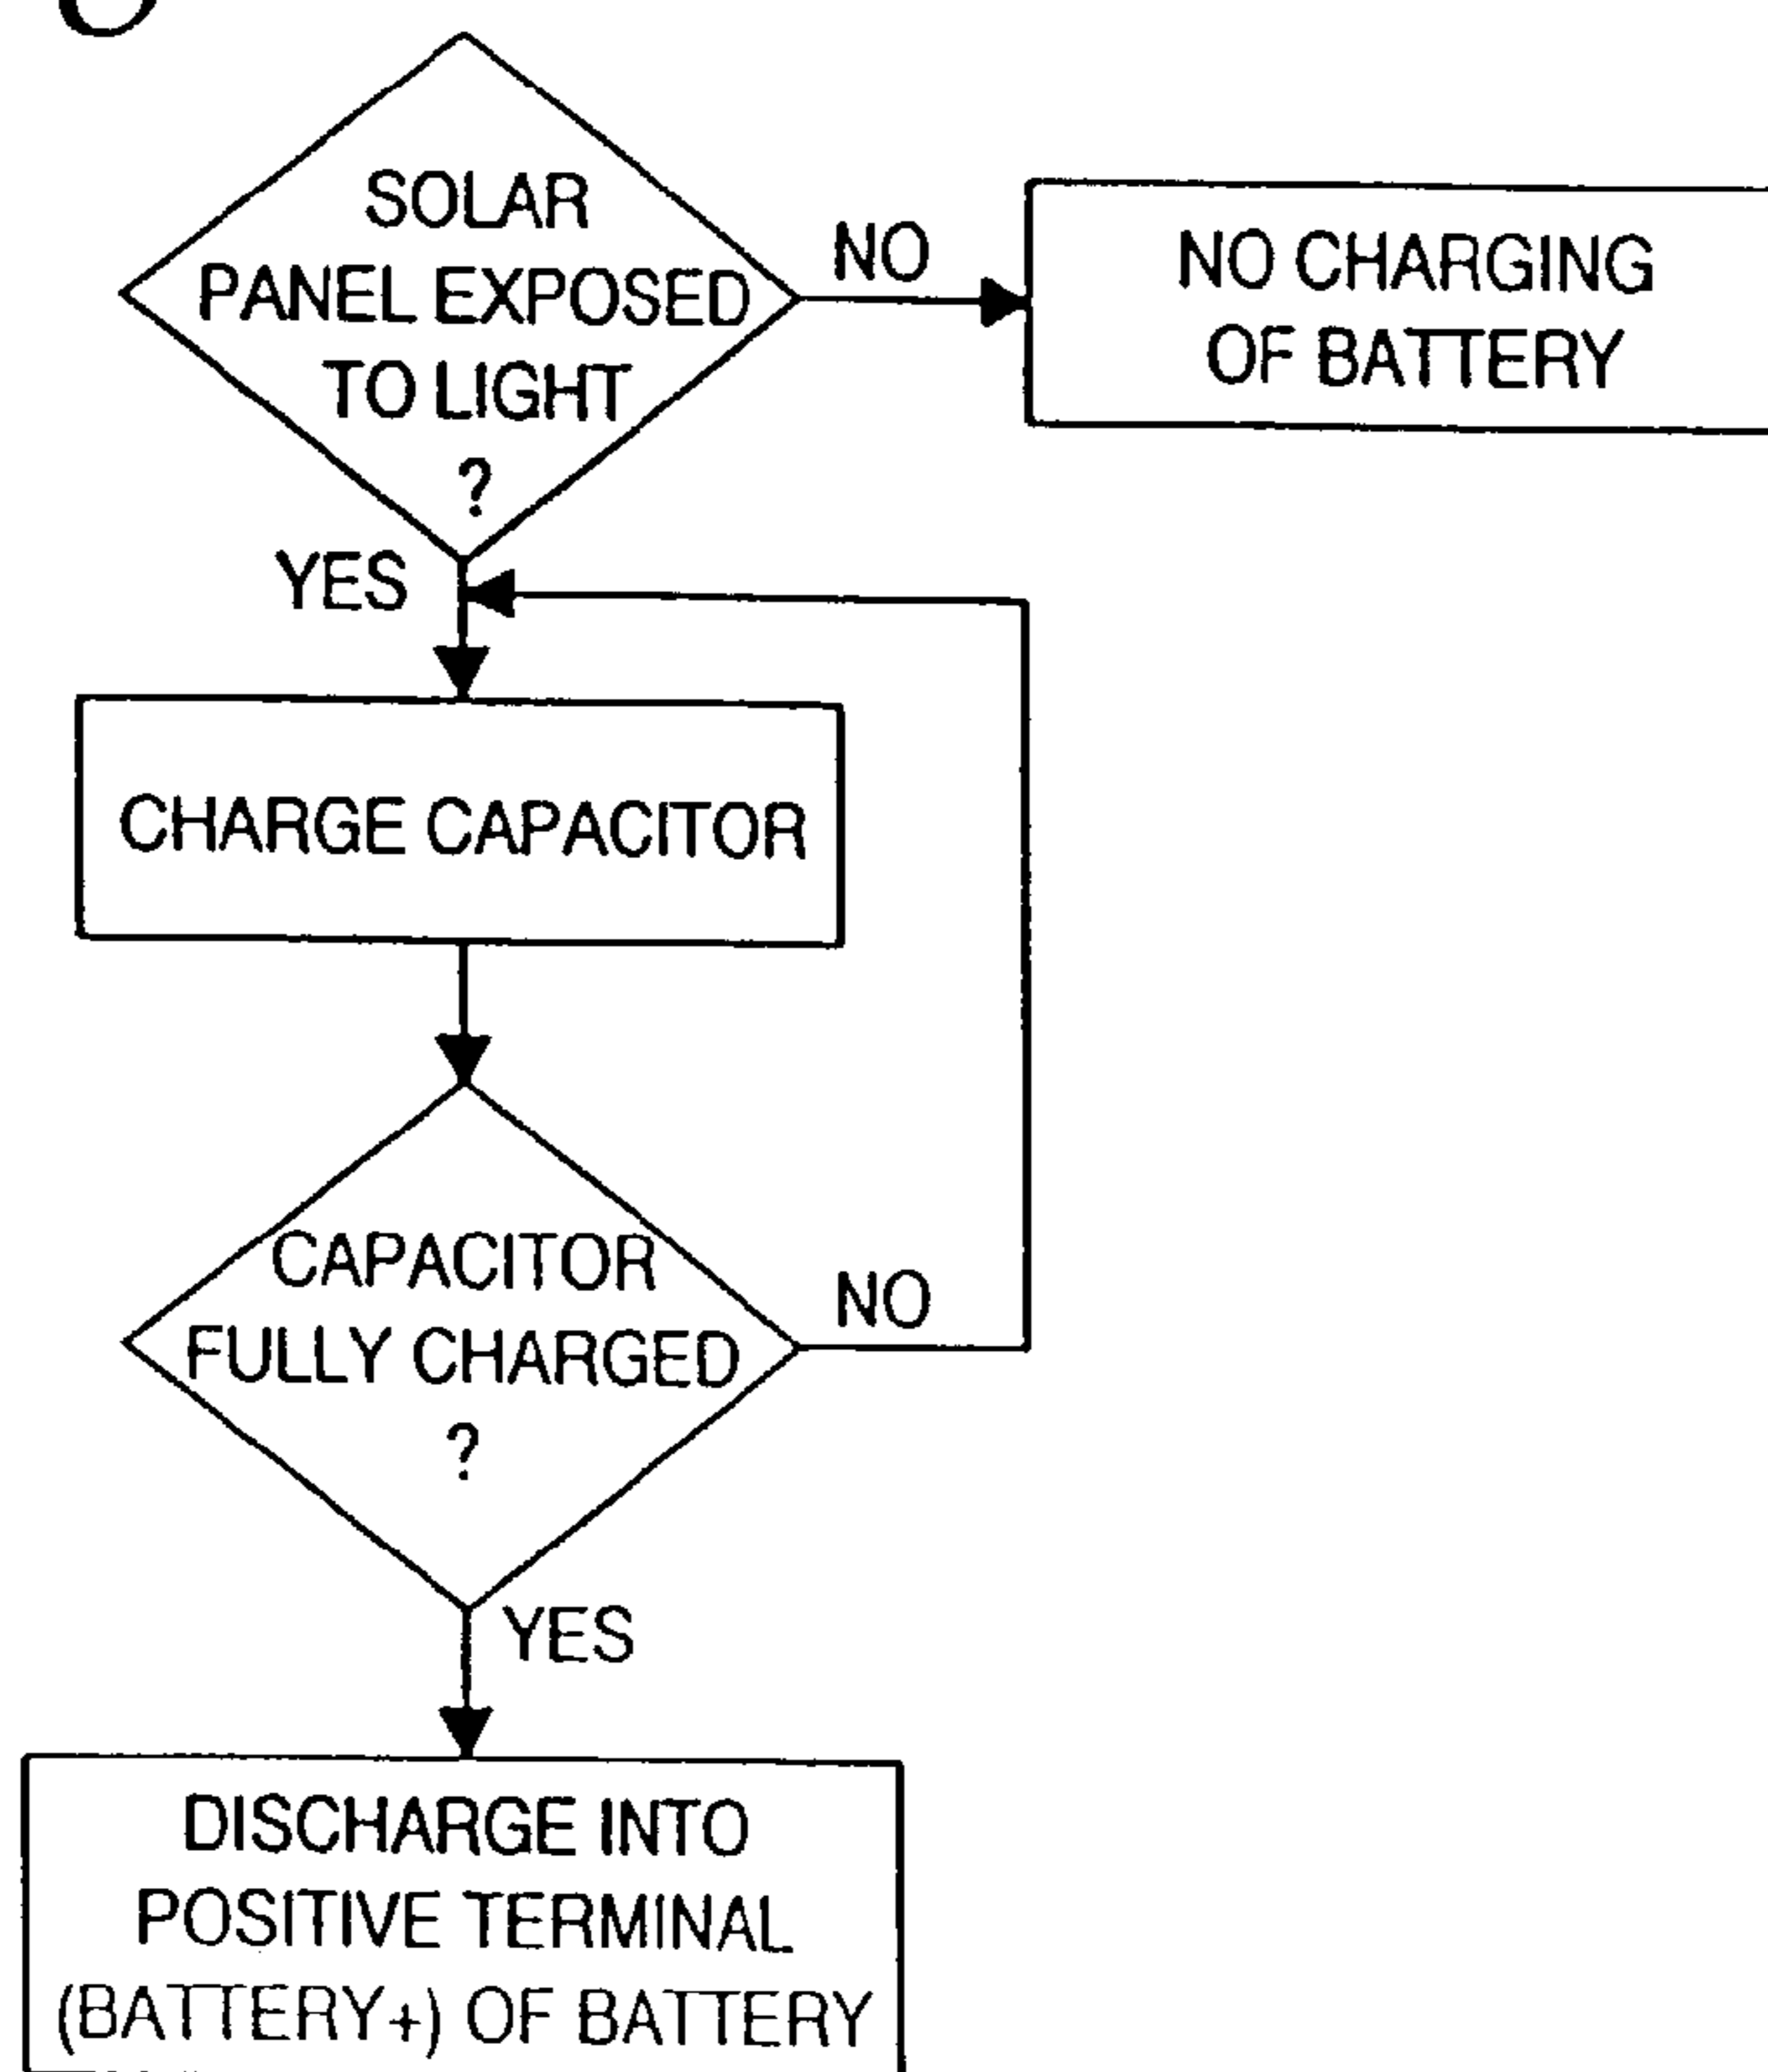 SOLAR
PANEL EXPOSED
TO LIGHT
?
NO
NO CHARGING
OF BATTERY
YES
CHARGE CAPACITOR
CAPACITOR
FULLY CHARGED
?
NO
YES
DISCHARGE INTO
POSITIVE TERMINAL
(BATTERY+) OF BATTERY